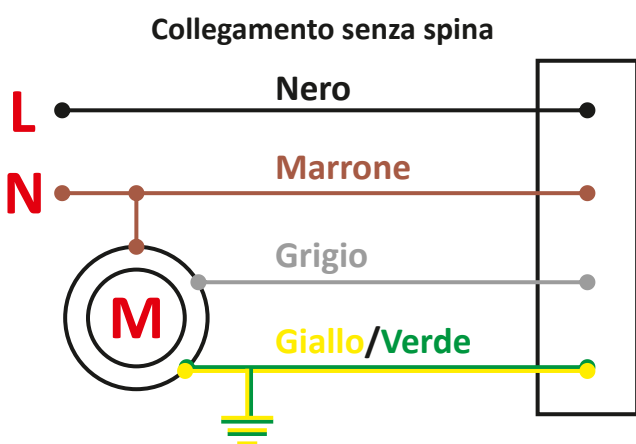 Collegamento senza spina
Nero
L
Marrone
N
Grigio
M
Giallo/Verde